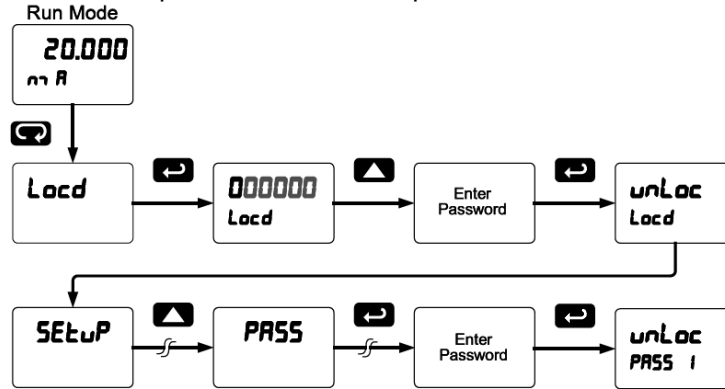 Run Mode
20.000
mA
Locd
000000
Locd
Enter
Password
unLoc
Locd
SEtuP
PASS
Enter
Password
unLoc
PASS 1